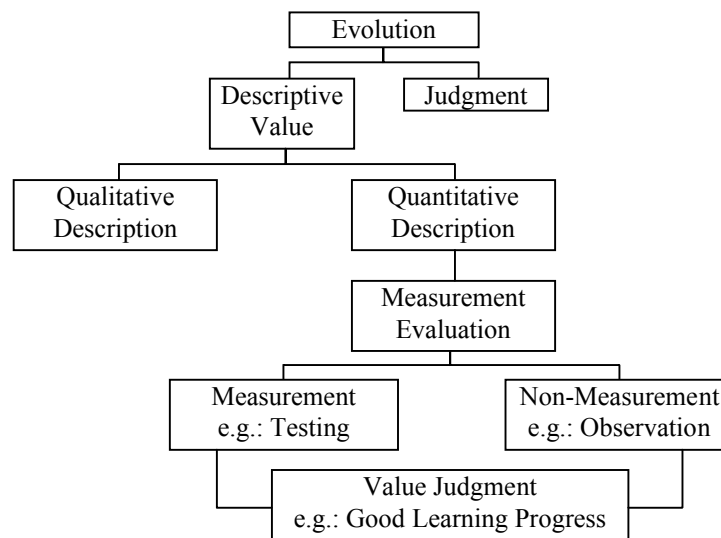 Evolution
Descriptive
Value
Judgment
Qualitative
Description
Quantitative
Description
Measurement
Evaluation
Measurement
e.g.: Testing
Non-Measurement
e.g.: Observation
Value Judgment
e.g.: Good Learning Progress